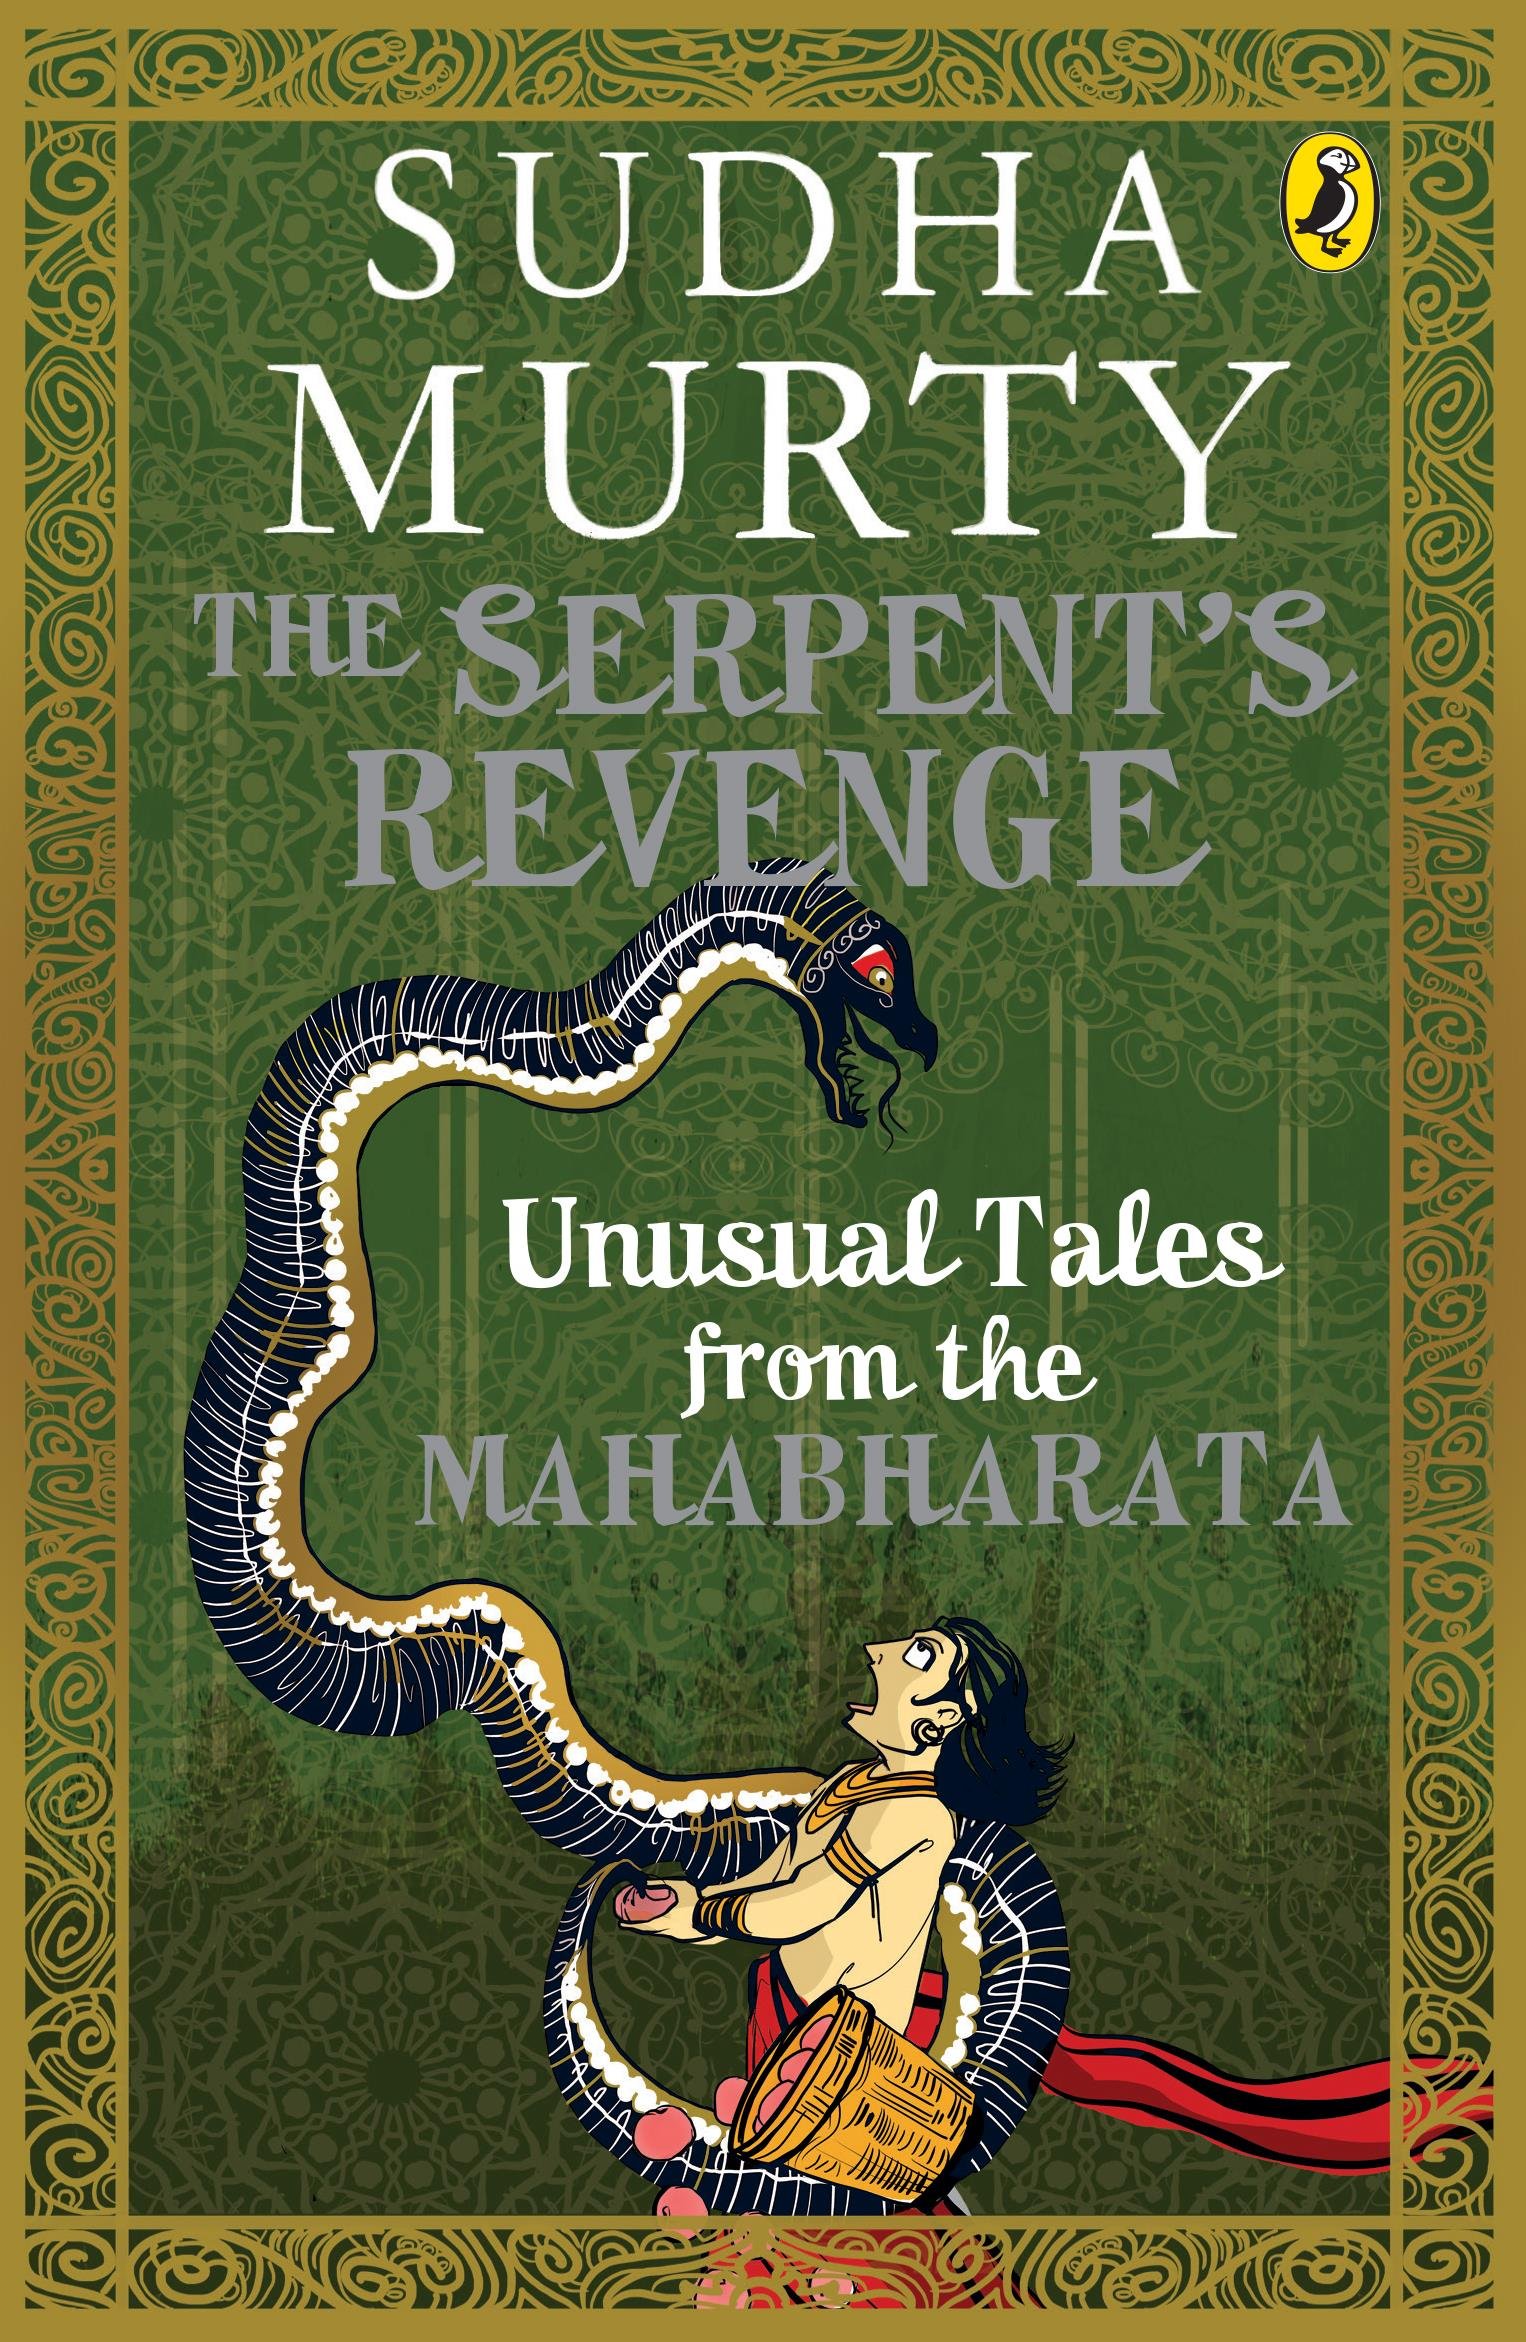 SUDHA
MURTY
THE SERPENT'S
REVENGE
Unusual Tales
from the
MAHABHARATA